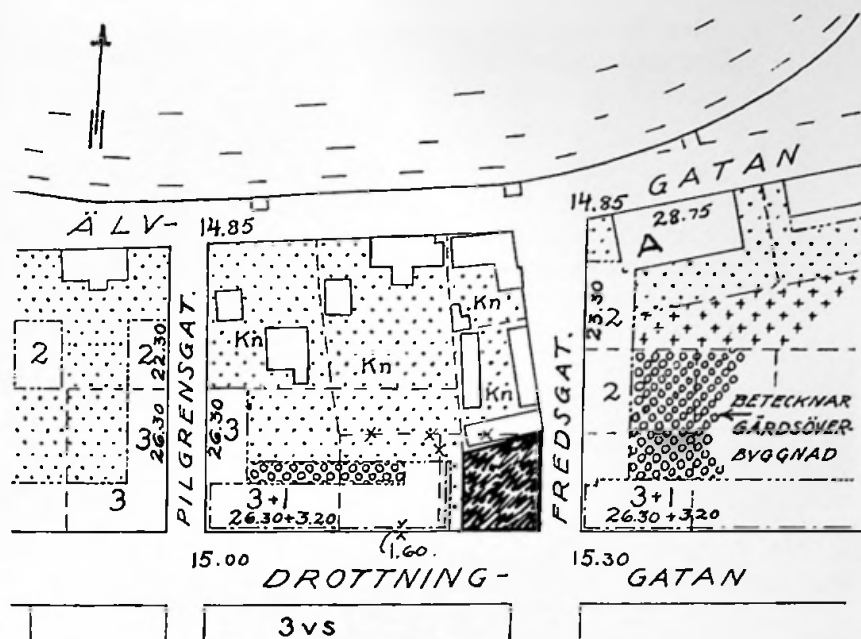 GATAN
ÄLV-
14.85
14.85
28.75
A
Kn
2
2
22.30
Kn
Kn
Kn
23.30
2
2
PILGRENSGAT.
FREDSGAT.
BETECKNAR
GÅRDSÖVER
BYGGNAD
26.30
3
26.30
3
3
3+1
26.30+3.20
3+1
26.30+3.20
1.60.
15.00
15.30
DROTTNING-
GATAN
3 vs